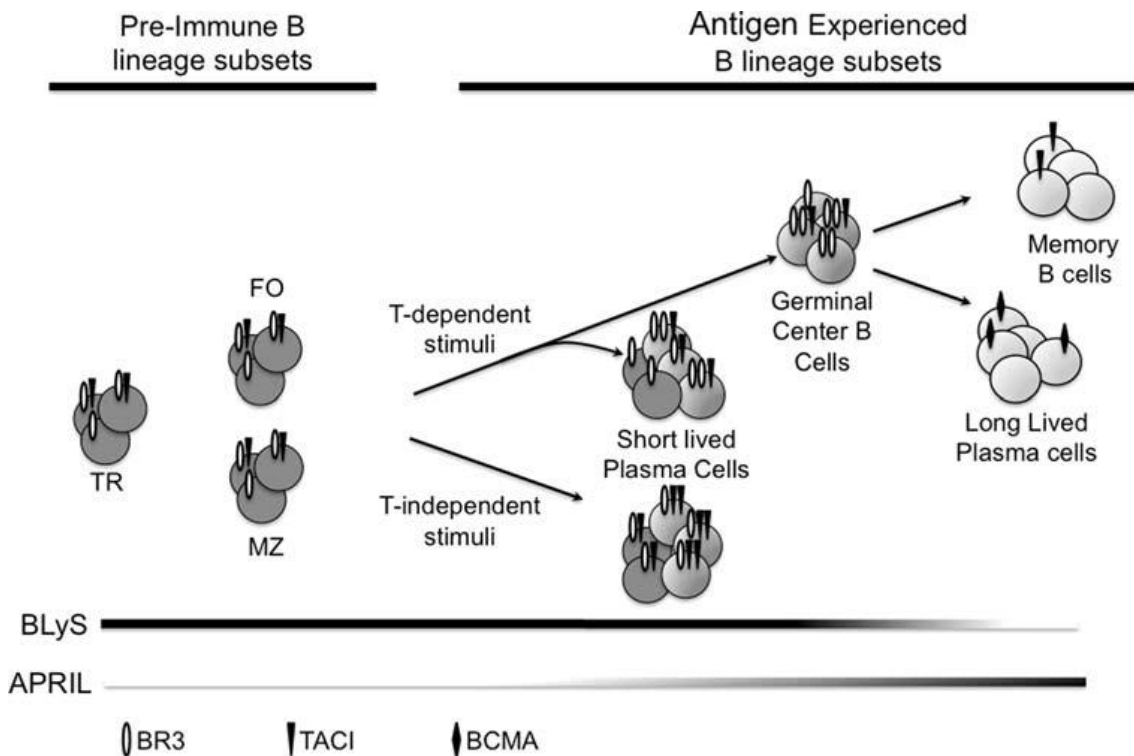 Pre-Immune B
lineage subsets
Antigen Experienced
B lineage subsets
FO
TR
MZ
T-dependent
stimuli
T-independent
stimuli
Short lived
Plasma Cells
Germinal
Center B
Cells
Memory
B cells
Long Lived
Plasma cells
BLyS
APRIL
BR3
TACI
BCMA